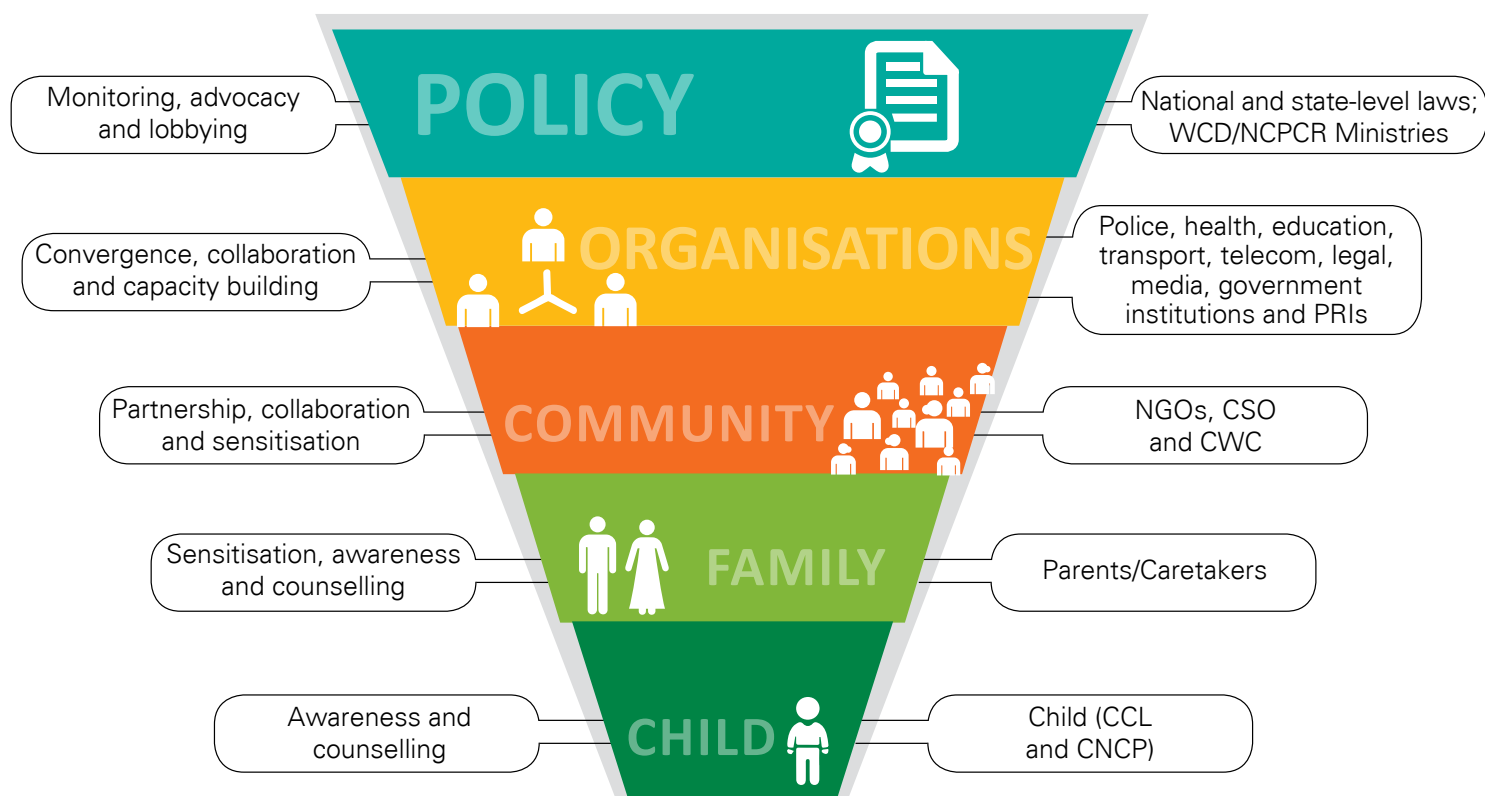 POLICY
Monitoring, advocacy
and lobbying
National and state-level laws;
WCD/NCPCR Ministries
ORGANISATIONS
Convergence, collaboration
and capacity building
Police, health, education,
transport, telecom, legal,
media, government
institutions and PRIs
COMMUNITY
Partnership, collaboration
and sensitisation
NGOs, CSO
and CWC
FAMILY
Sensitisation, awareness
and counselling
Parents/Caretakers
CHILD
Awareness and
counselling
Child (CCL
and CNCP)